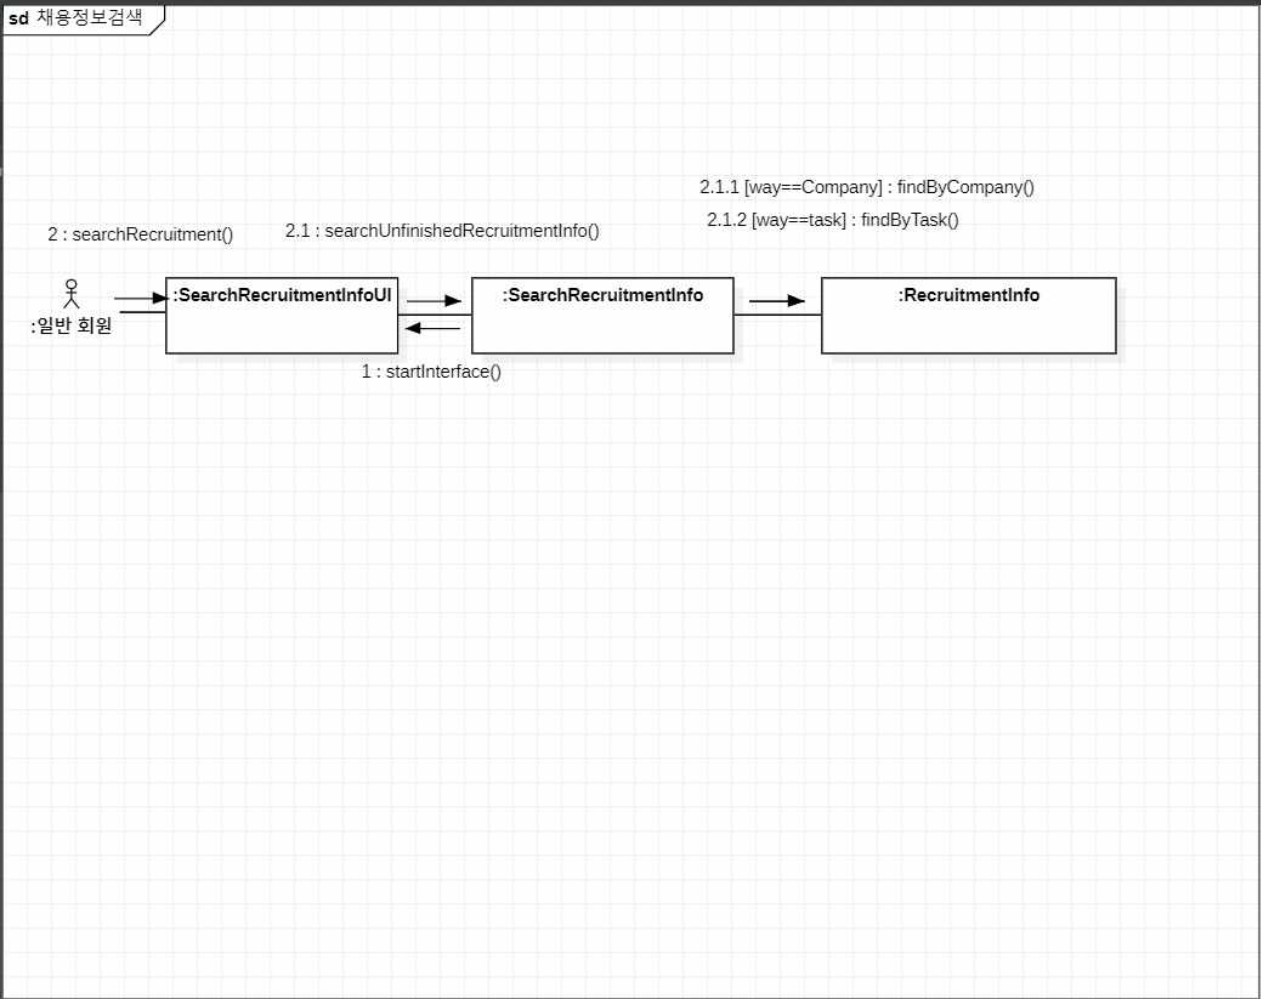 sd 채용정보검색
2.1.1 [way==Company] : findByCompany()
2.1.2 [way==task] : findByTask()
2 : searchRecruitment()
2.1 : searchUnfinishedRecruitmentInfo()
:SearchRecruitmentInfoUI
:SearchRecruitmentInfo
:RecruitmentInfo
:일반 회원
1 : startInterface()